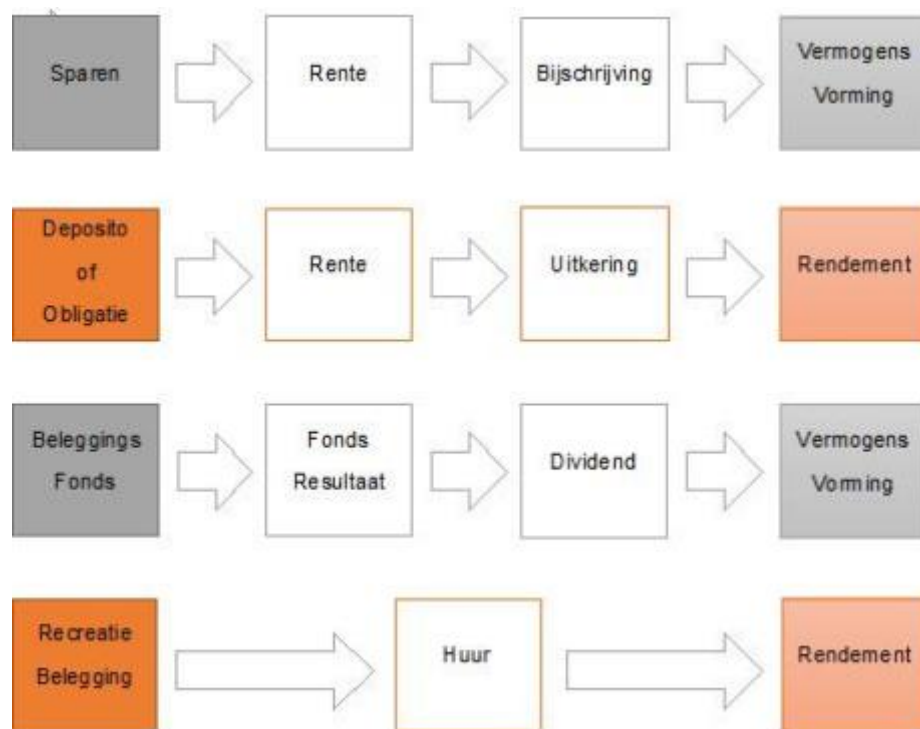 Sparen
Rente
Bijschrijving
Vermogens
Vorming
Deposito
of
Obligatie
Rente
Uitkering
Rendement
Beleggings
Fonds
Fonds
Resultaat
Dividend
Vermogens
Vorming
Recreatie
Belegging
Huur
Rendement